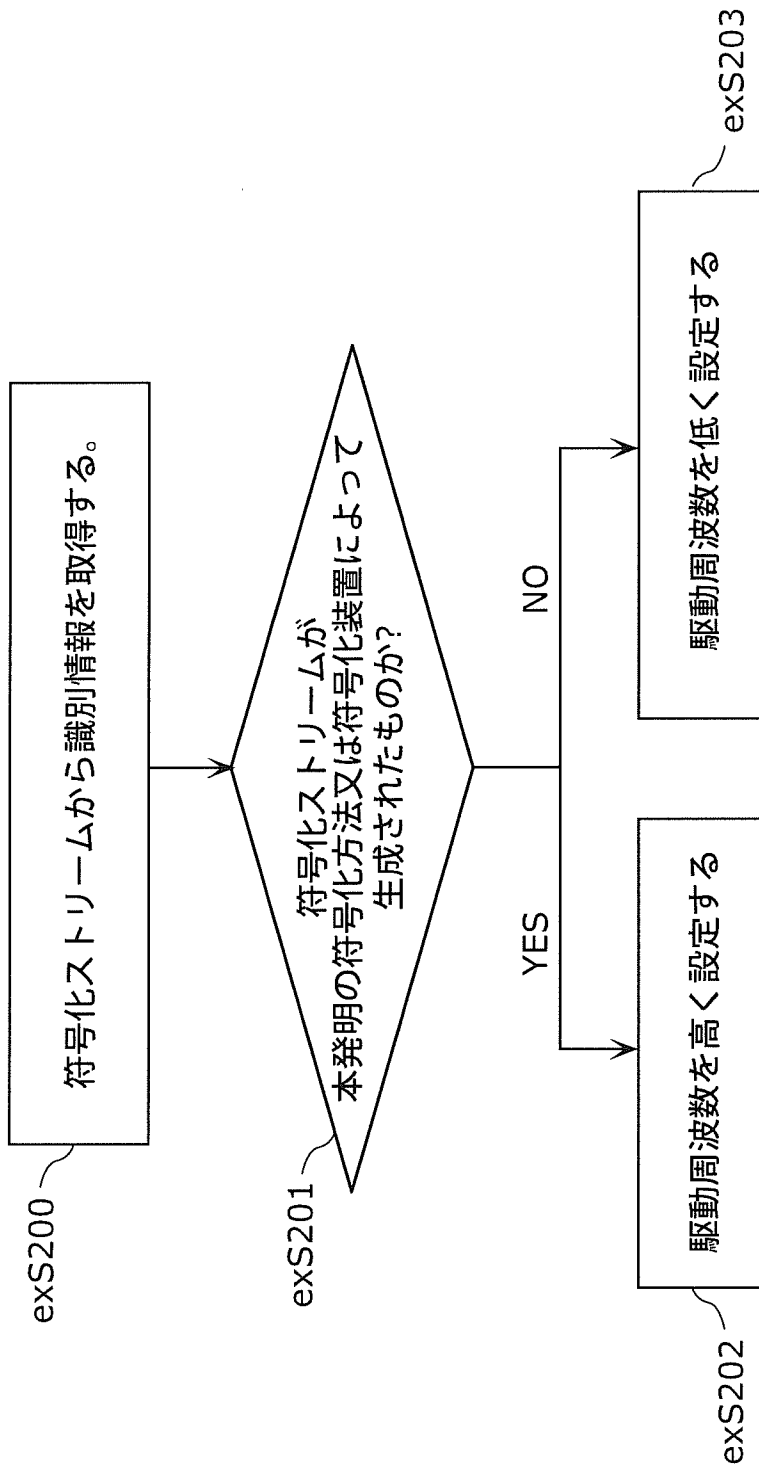 exS200
符号化ストリームから識別情報を取得する。
exS201
符号化ストリームが
本発明の符号化方法又は符号化装置によって
生成されたものか?
YES
NO
exS202
駆動周波数を高く設定する
駆動周波数を低く設定する
exS203